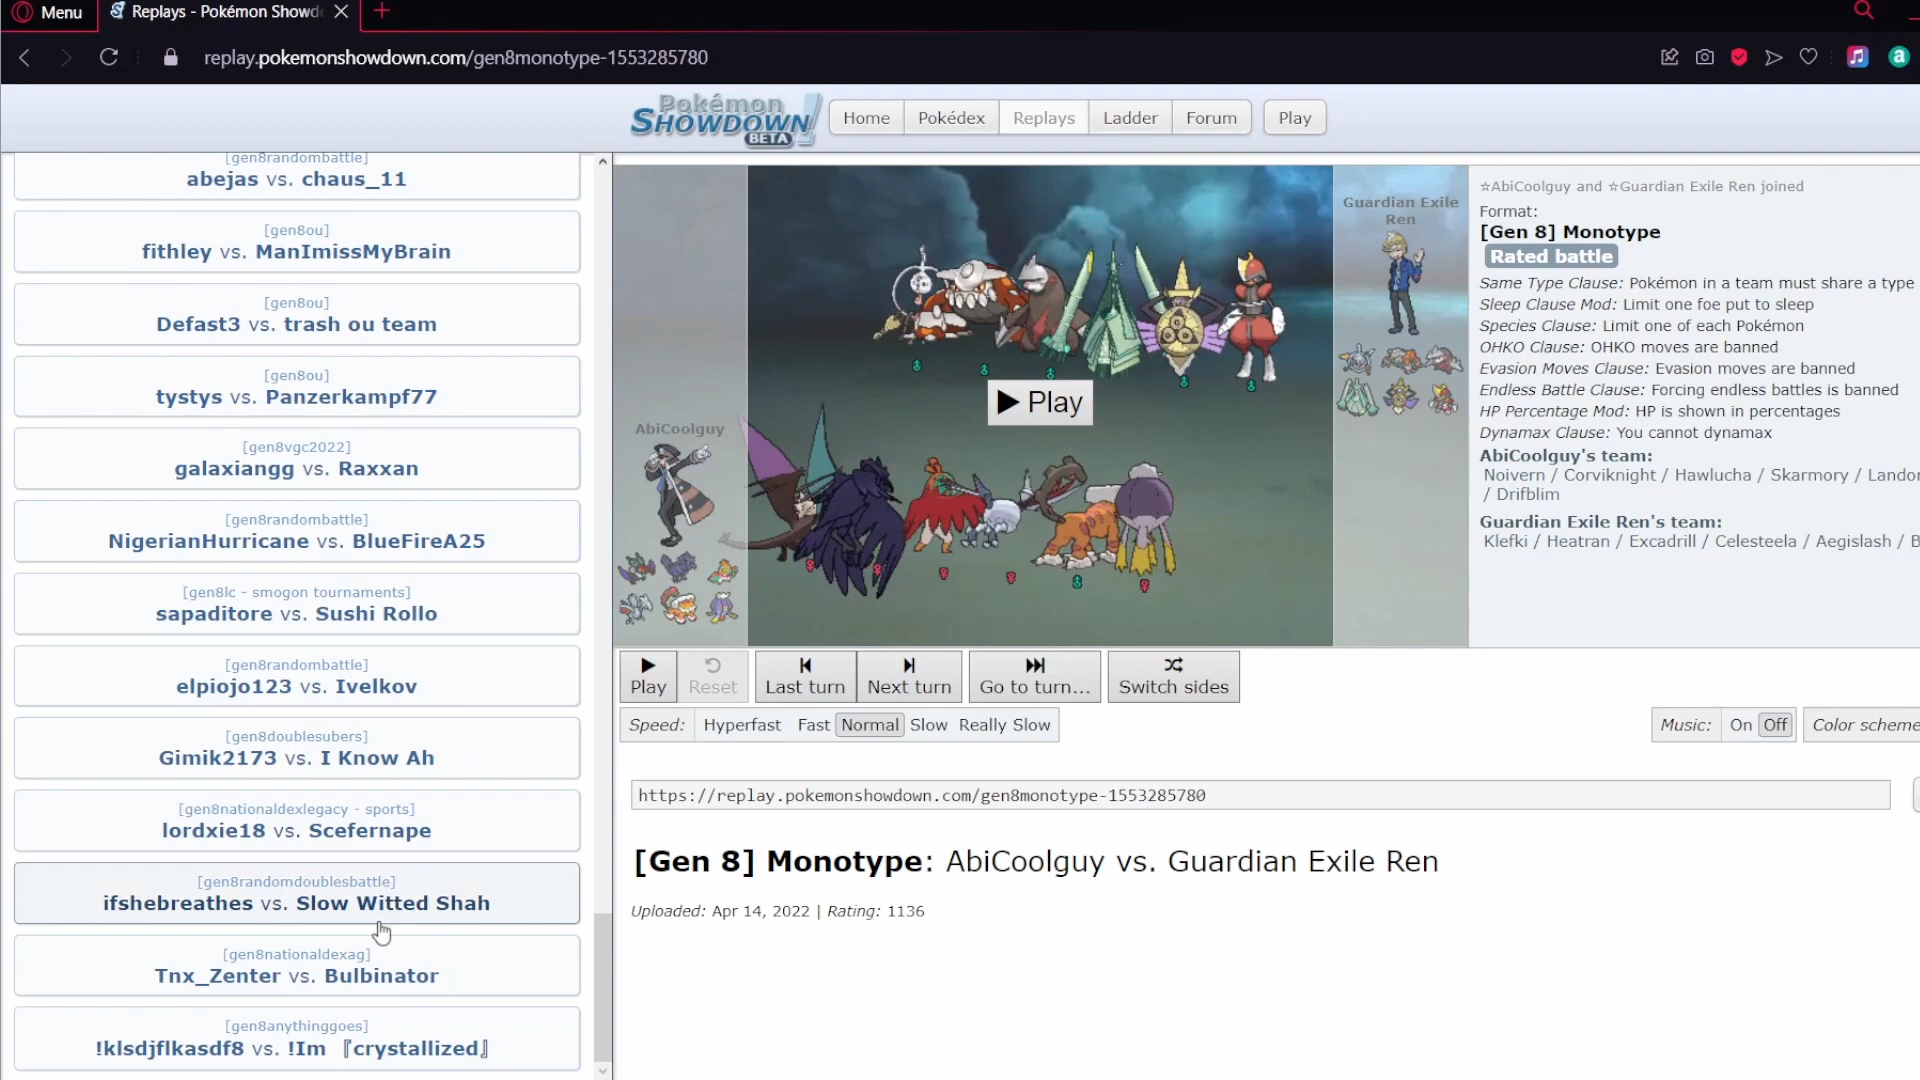 Menu
Replays - Pokémon Showd
replay.pokemonshowdown.com/gen8monotype-1553285780
Pokémon
SHOWDOWN!
BETA
Home
Pokédex
Replays
Ladder
Forum
Play
[gen8randombattle]
abejas vs. chaus_11
[gen8ou]
fithley vs. ManImissMyBrain
[gen8ou]
Defast3 vs. trash ou team
[gen8ou]
tystys vs. Panzerkampf77
[gen8vgc2022]
galaxiangg vs. Raxxan
[gen8randombattle]
NigerianHurricane vs. BlueFireA25
[gen8lc - smogon tournaments]
sapaditore vs. Sushi Rollo
[gen8randombattle]
elpiojo123 vs. Ivelkov
[gen8doublesubers]
Gimik2173 vs. I Know Ah
[gen8nationaldexlegacy - sports]
lordxie18 vs. Scefernape
[gen8randomdoublesbattle]
ifshebreathes vs. Slow Witted Shah
[gen8nationaldexag]
Tnx_Zenter vs. Bulbinator
[gen8anythinggoes]
!klsdjflkasdf8 vs. !Im 『crystallized』
AbiCoolguy
Guardian Exile
Ren
▶ Play
☆AbiCoolguy and ☆Guardian Exile Ren joined
Format:
[Gen 8] Monotype
Rated battle
Same Type Clause: Pokémon in a team must share a type
Sleep Clause Mod: Limit one foe put to sleep
Species Clause: Limit one of each Pokémon
OHKO Clause: OHKO moves are banned
Evasion Moves Clause: Evasion moves are banned
Endless Battle Clause: Forcing endless battles is banned
HP Percentage Mod: HP is shown in percentages
Dynamax Clause: You cannot dynamax
AbiCoolguy's team:
Noivern / Corviknight / Hawlucha / Skarmory / Lando
/ Drifblim
Guardian Exile Ren's team:
Klefki / Heatran / Excadrill / Celesteela / Aegislash / B
Play
Reset
Last turn
Next turn
Go to turn...
Switch sides
Speed: Hyperfast Fast Normal Slow Really Slow
Music: On Off
Color scheme
https://replay.pokemonshowdown.com/gen8monotype-1553285780
[Gen 8] Monotype: AbiCoolguy vs. Guardian Exile Ren
Uploaded: Apr 14, 2022 | Rating: 1136